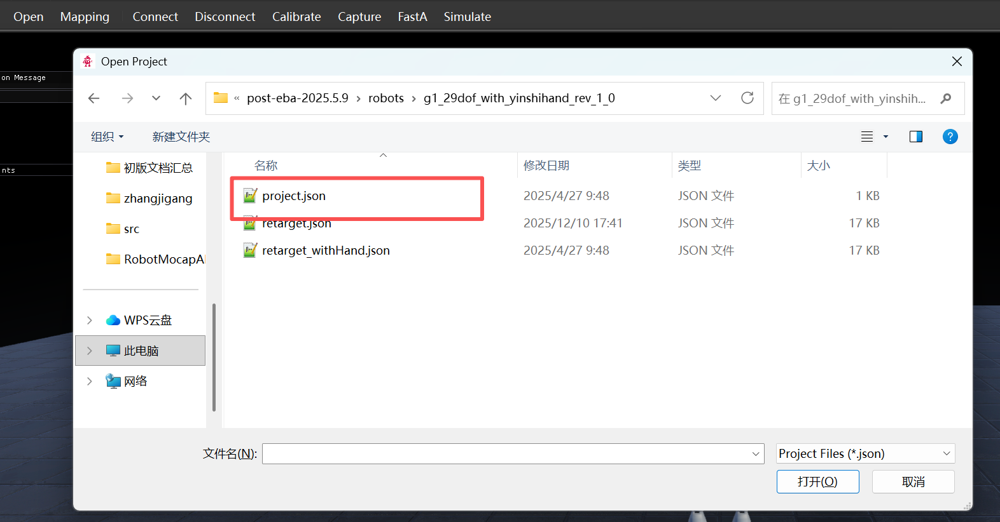 Open Mapping Connect Disconnect Calibrate Capture FastA Simulate
on Message
nts
Open Project
« post-eba-2025.5.9 › robots › g1_29dof_with_yinshihand_rev_1_0
在 g1_29dof_with_yinshih...
组织 新建文件夹
?
初版文档汇总
zhangjigang
src
RobotMocapA
WPS云盘
此电脑
网络
名称 修改日期 类型 大小
project.json 2025/4/27 9:48 JSON 文件 1 KB
retarget.json 2025/12/10 17:41 JSON 文件 17 KB
retarget_withHand.json 2025/4/27 9:48 JSON 文件 17 KB
文件名(N):
Project Files (*.json)
打开(O) 取消